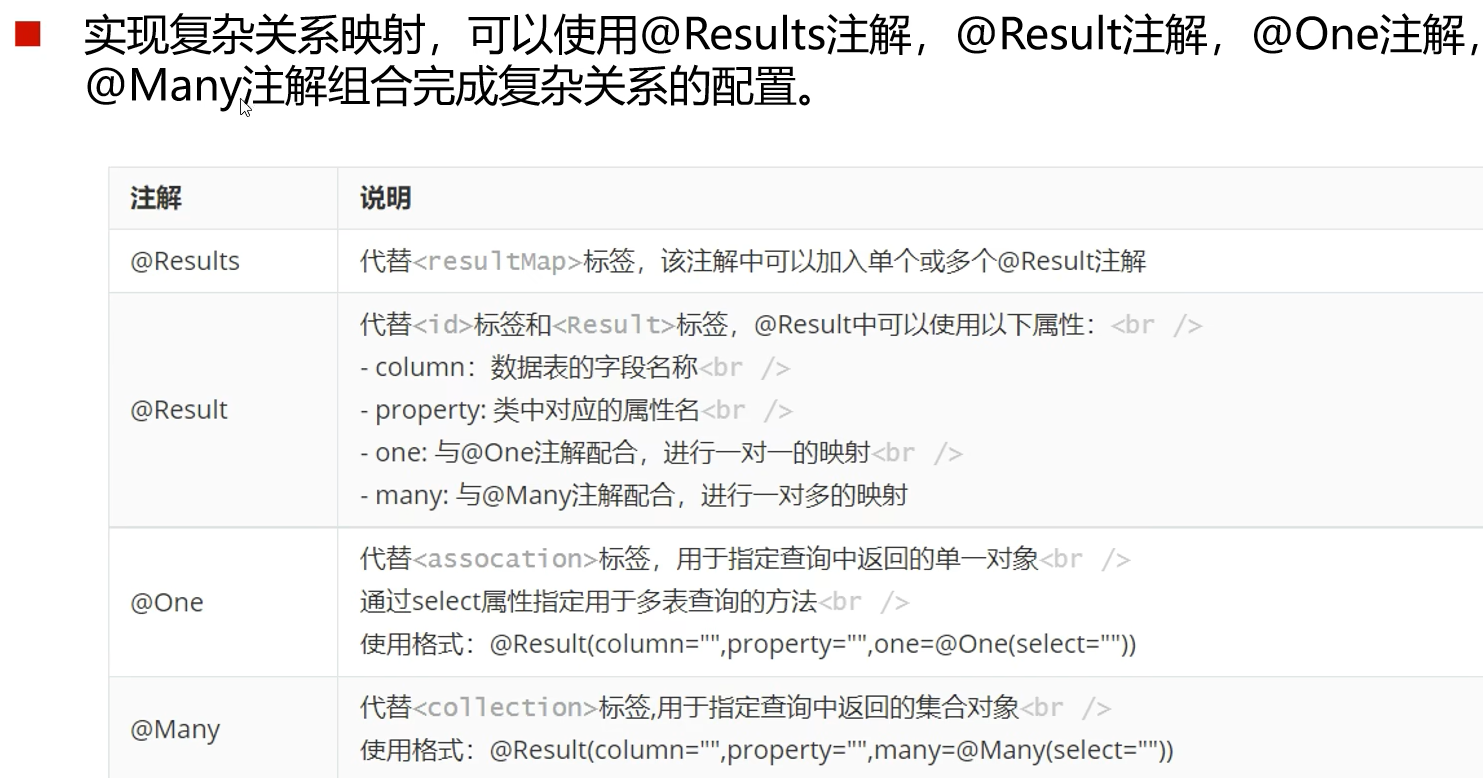 实现复杂关系映射，可以使用@Results注解，@Result注解，@One注解，
@Many注解组合完成复杂关系的配置。
注解 说明
@Results 代替<resultMap>标签，该注解中可以加入单个或多个@Result注解
代替<id>标签和<Result>标签，@Result中可以使用以下属性：<br />
- column：数据表的字段名称<br />
@Result - property: 类中对应的属性名<br />
- one: 与@One注解配合，进行一对一的映射<br />
- many: 与@Many注解配合，进行一对多的映射
代替<assocation>标签，用于指定查询中返回的单一对象<br />
@One 通过select属性指定用于多表查询的方法<br />
使用格式：@Result(column="",property="",one=@One(select=""))
代替<collection>标签,用于指定查询中返回的集合对象<br />
@Many 使用格式：@Result(column="",property="",many=@Many(select=""))